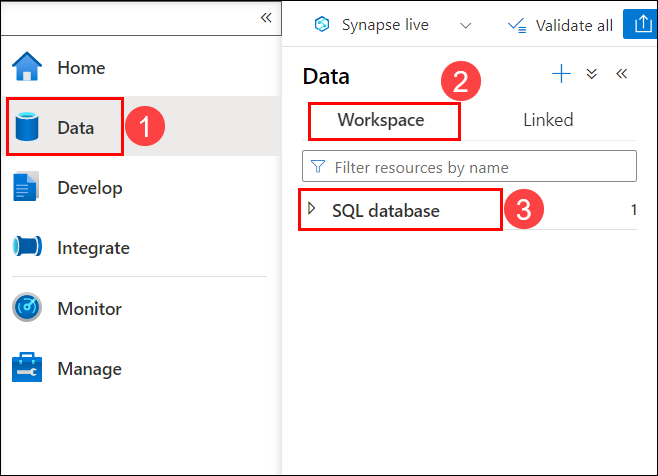 «
Home
Data
1
Develop
Integrate
Monitor
Manage
Synapse live
Validate all
Data
«
2
Workspace
Linked
Filter resources by name
SQL database
3
1